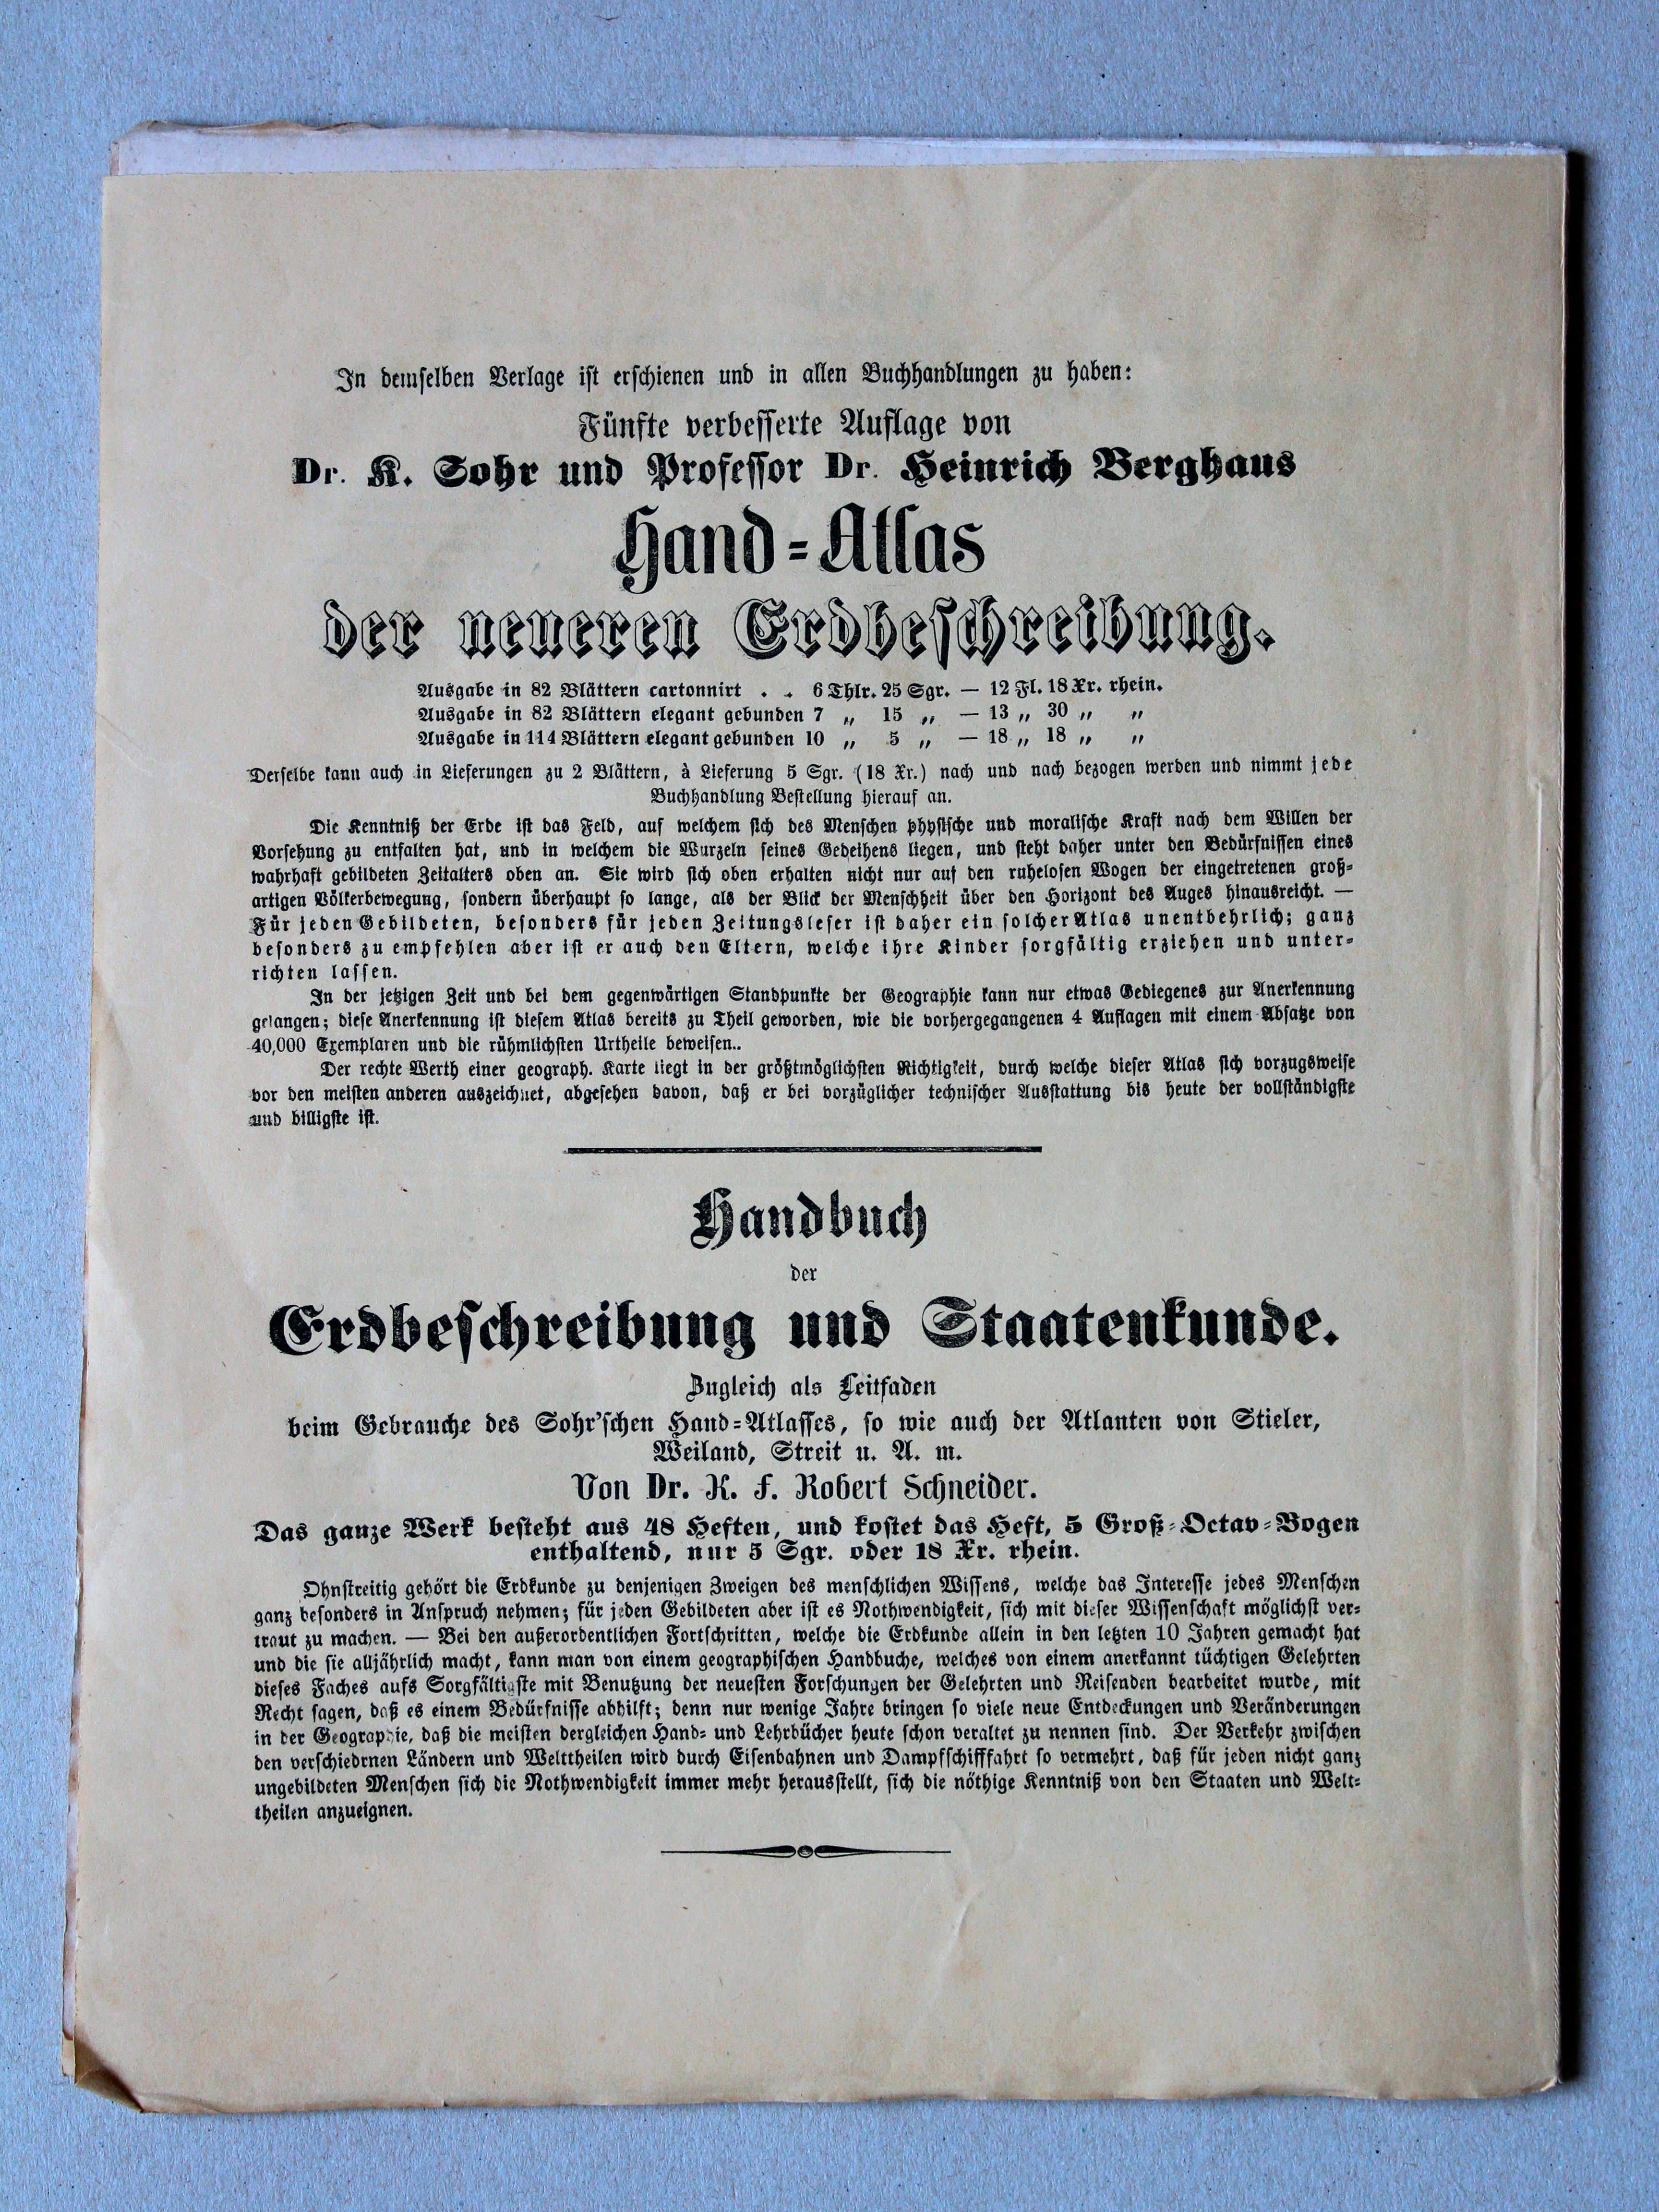 In demselben Verlage ist erschienen und in allen Buchhandlungen zu haben:
Fünfte verbesserte Auflage von
Dr. K. Sohr und Professor Dr. Heinrich Berghaus
Hand-Atlas
der neueren Erdbeschreibung.
Ausgabe in 82 Blättern cartonnirt . . 6 Thlr. 25 Sgr. — 12 Fl. 18 Xr. rhein.
Ausgabe in 82 Blättern elegant gebunden 7 „ 15 „ — 13 „ 30 „ „
Ausgabe in 114 Blättern elegant gebunden 10 „ 5 „ — 18 „ 18 „ „
Derselbe kann auch in Lieferungen zu 2 Blättern, à Lieferung 5 Sgr. (18 Xr.) nach und nach bezogen werden und nimmt jede
Buchhandlung Bestellung hierauf an.
Die Kenntniß der Erde ist das Feld, auf welchem sich des Menschen physische und moralische Kraft nach dem Willen der
Vorsehung zu entfalten hat, und in welchem die Wurzeln seines Gedeihens liegen, und steht daher unter den Bedürfnissen eines
wahrhaft gebildeten Zeitalters oben an. Sie wird sich oben erhalten nicht nur auf den ruhelosen Wogen der eingetretenen groß-
artigen Völkerbewegung, sondern überhaupt so lange, als der Blick der Menschheit über den Horizont des Auges hinausreicht. —
Für jeden Gebildeten, besonders für jeden Zeitungsleser ist daher ein solcher Atlas unentbehrlich; ganz
besonders zu empfehlen aber ist er auch den Eltern, welche ihre Kinder sorgfältig erziehen und unter-
richten lassen.
In der jetzigen Zeit und bei dem gegenwärtigen Standpunkte der Geographie kann nur etwas Gediegenes zur Anerkennung
gelangen; diese Anerkennung ist diesem Atlas bereits zu Theil geworden, wie die vorhergegangenen 4 Auflagen mit einem Absatze von
40,000 Exemplaren und die rühmlichsten Urtheile beweisen..
Der rechte Werth einer geograph. Karte liegt in der größtmöglichsten Richtigkeit, durch welche dieser Atlas sich vorzugsweise
vor den meisten anderen auszeichnet, abgesehen davon, daß er bei vorzüglicher technischer Ausstattung bis heute der vollständigste
und billigste ist.
Handbuch
der
Erdbeschreibung und Staatenkunde.
Zugleich als Leitfaden
beim Gebrauche des Sohr'schen Hand-Atlasses, so wie auch der Atlanten von Stieler,
Weiland, Streit u. A. m.
Von Dr. K. F. Robert Schneider.
Das ganze Werk besteht aus 48 Heften, und kostet das Heft, 5 Groß-Octav-Bogen
enthaltend, nur 5 Sgr. oder 18 Xr. rhein.
Ohnstreitig gehört die Erdkunde zu denjenigen Zweigen des menschlichen Wissens, welche das Interesse jedes Menschen
ganz besonders in Anspruch nehmen; für jeden Gebildeten aber ist es Nothwendigkeit, sich mit dieser Wissenschaft möglichst ver-
traut zu machen. — Bei den außerordentlichen Fortschritten, welche die Erdkunde allein in den letzten 10 Jahren gemacht hat
und die sie alljährlich macht, kann man von einem geographischen Handbuche, welches von einem anerkannt tüchtigen Gelehrten
dieses Faches aufs Sorgfältigste mit Benutzung der neuesten Forschungen der Gelehrten und Reisenden bearbeitet wurde, mit
Recht sagen, daß es einem Bedürfnisse abhilft; denn nur wenige Jahre bringen so viele neue Entdeckungen und Veränderungen
in der Geographie, daß die meisten dergleichen Hand- und Lehrbücher heute schon veraltet zu nennen sind. Der Verkehr zwischen
den verschiedrnen Ländern und Welttheilen wird durch Eisenbahnen und Dampfschifffahrt so vermehrt, daß für jeden nicht ganz
ungebildeten Menschen sich die Nothwendigkeit immer mehr herausstellt, sich die nöthige Kenntniß von den Staaten und Welt-
theilen anzueignen.